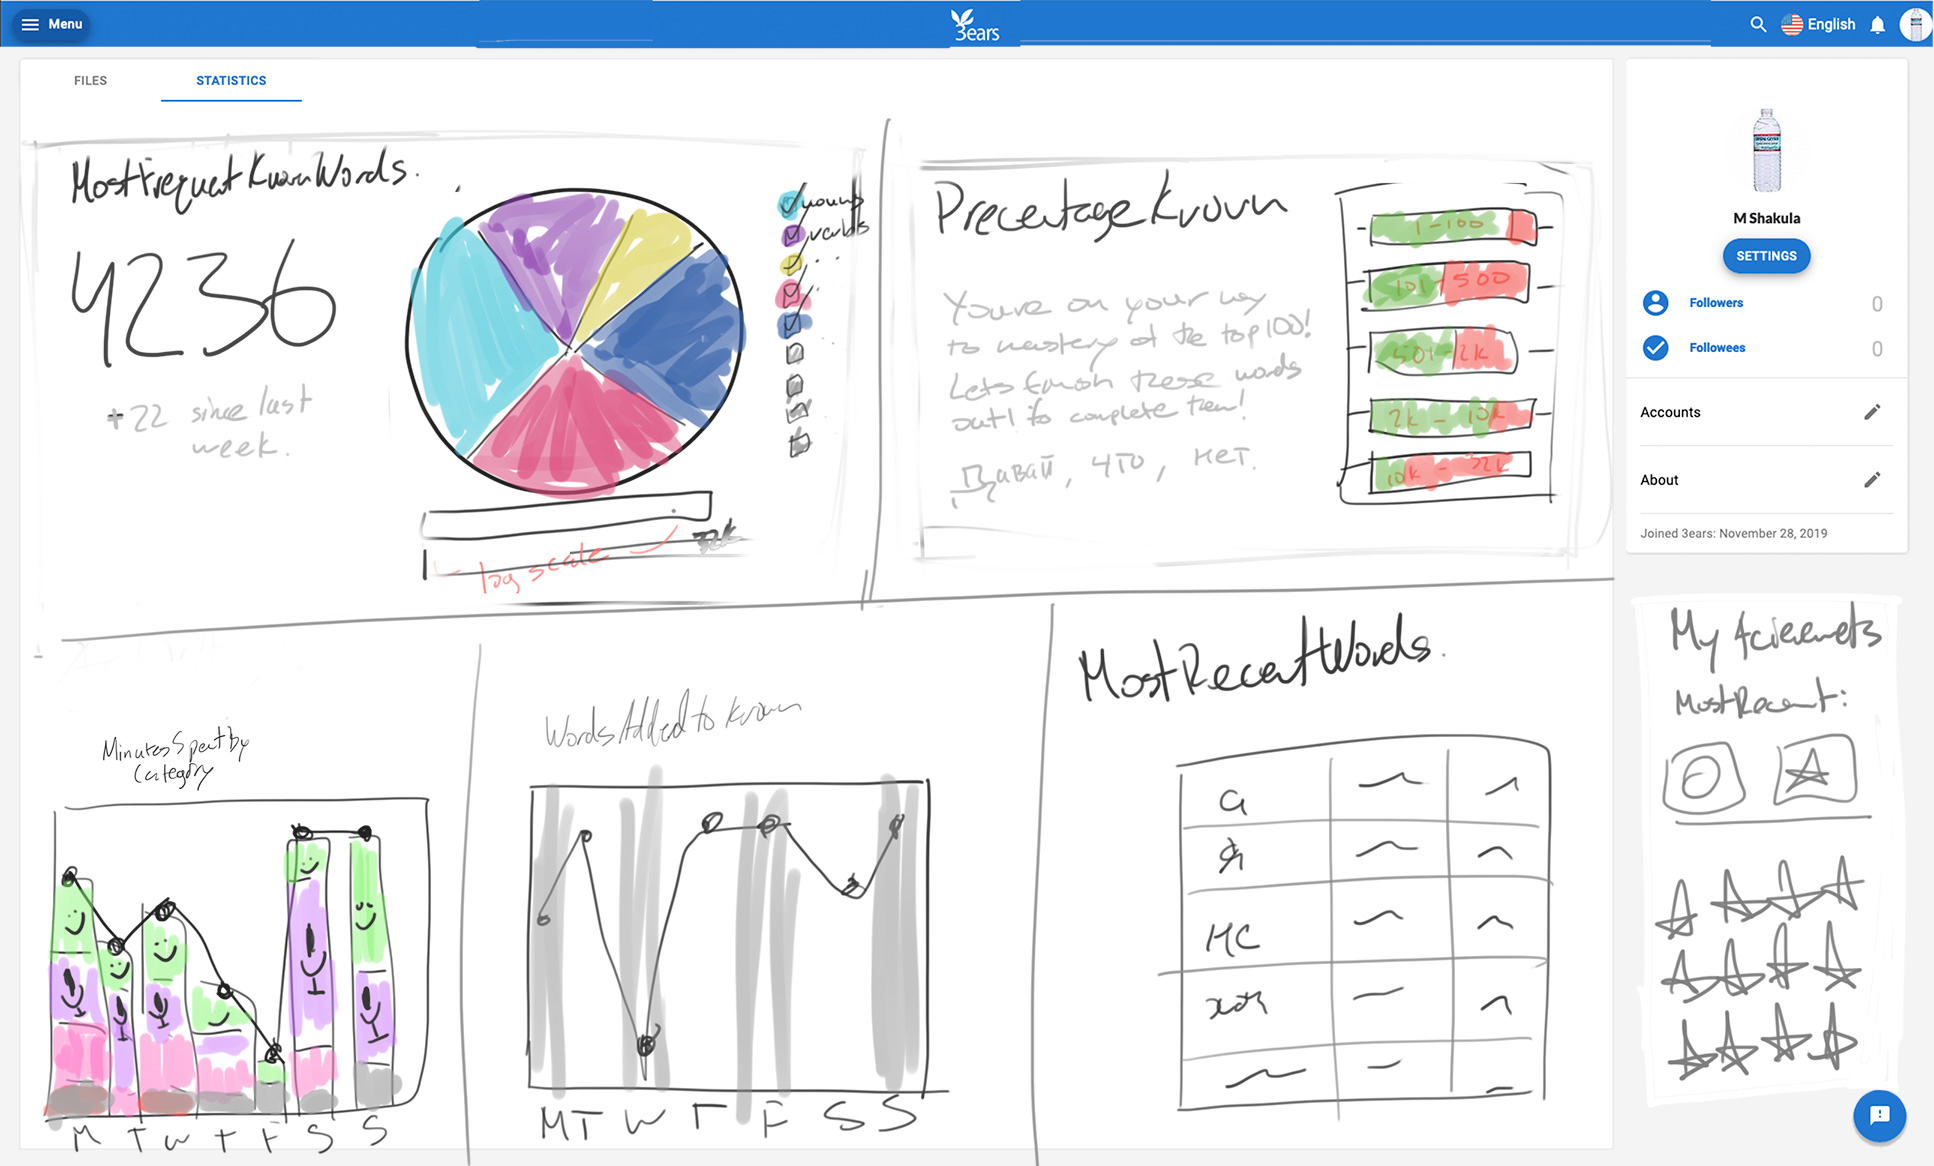 Menu
3ears
English
FILES
STATISTICS
Most Frequent Known Words.
4236
+22 since last
week.
nouns
verbs
32k
log scale
Precentage Known
You're on your way
to mastery of the top 100!
Lets finish these words
out! to complete them!
Давай, что, нет.
1-100
101-500
501-2k
2k-10k
10k-32k
M Shakula
SETTINGS
Followers 0
Followees 0
Accounts
About
Joined 3ears: November 28, 2019
Minutes Spent by
Category
M T W T F S S
Words Added to Known
M T W T F S S
Most Recent Words.
а
я
не
My
Most Recent: